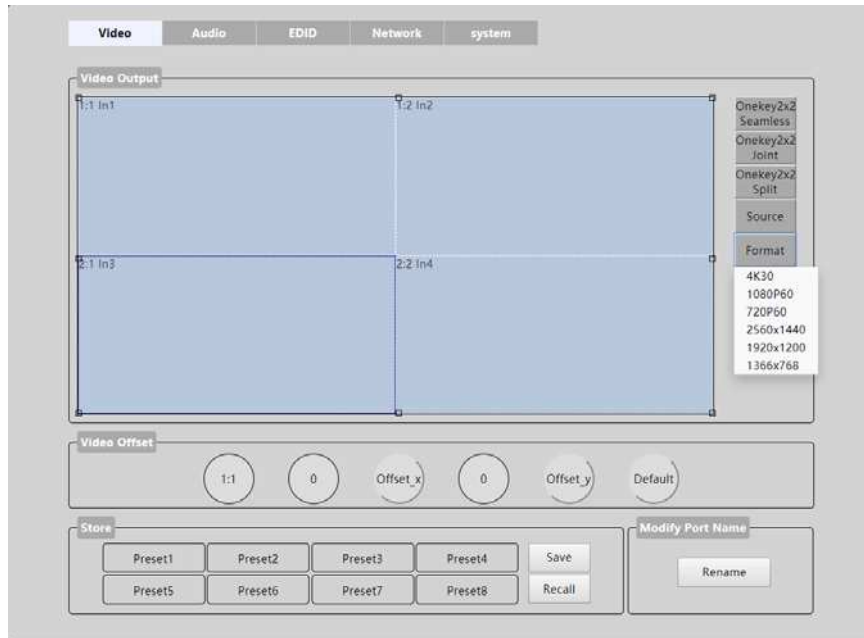 Video Audio EDID Network system
Video Output
1:1 In1 1:2 In2
Onekey2x2
Seamless
Onekey2x2
Joint
Onekey2x2
Split
Source
Format
2:1 In3 2:2 In4
4K30
1080P60
720P60
2560x1440
1920x1200
1366x768
Video Offset
1:1 0 Offset_x 0 Offset_y Default
Store
Preset1 Preset2 Preset3 Preset4 Save
Preset5 Preset6 Preset7 Preset8 Recall
Modify Port Name
Rename